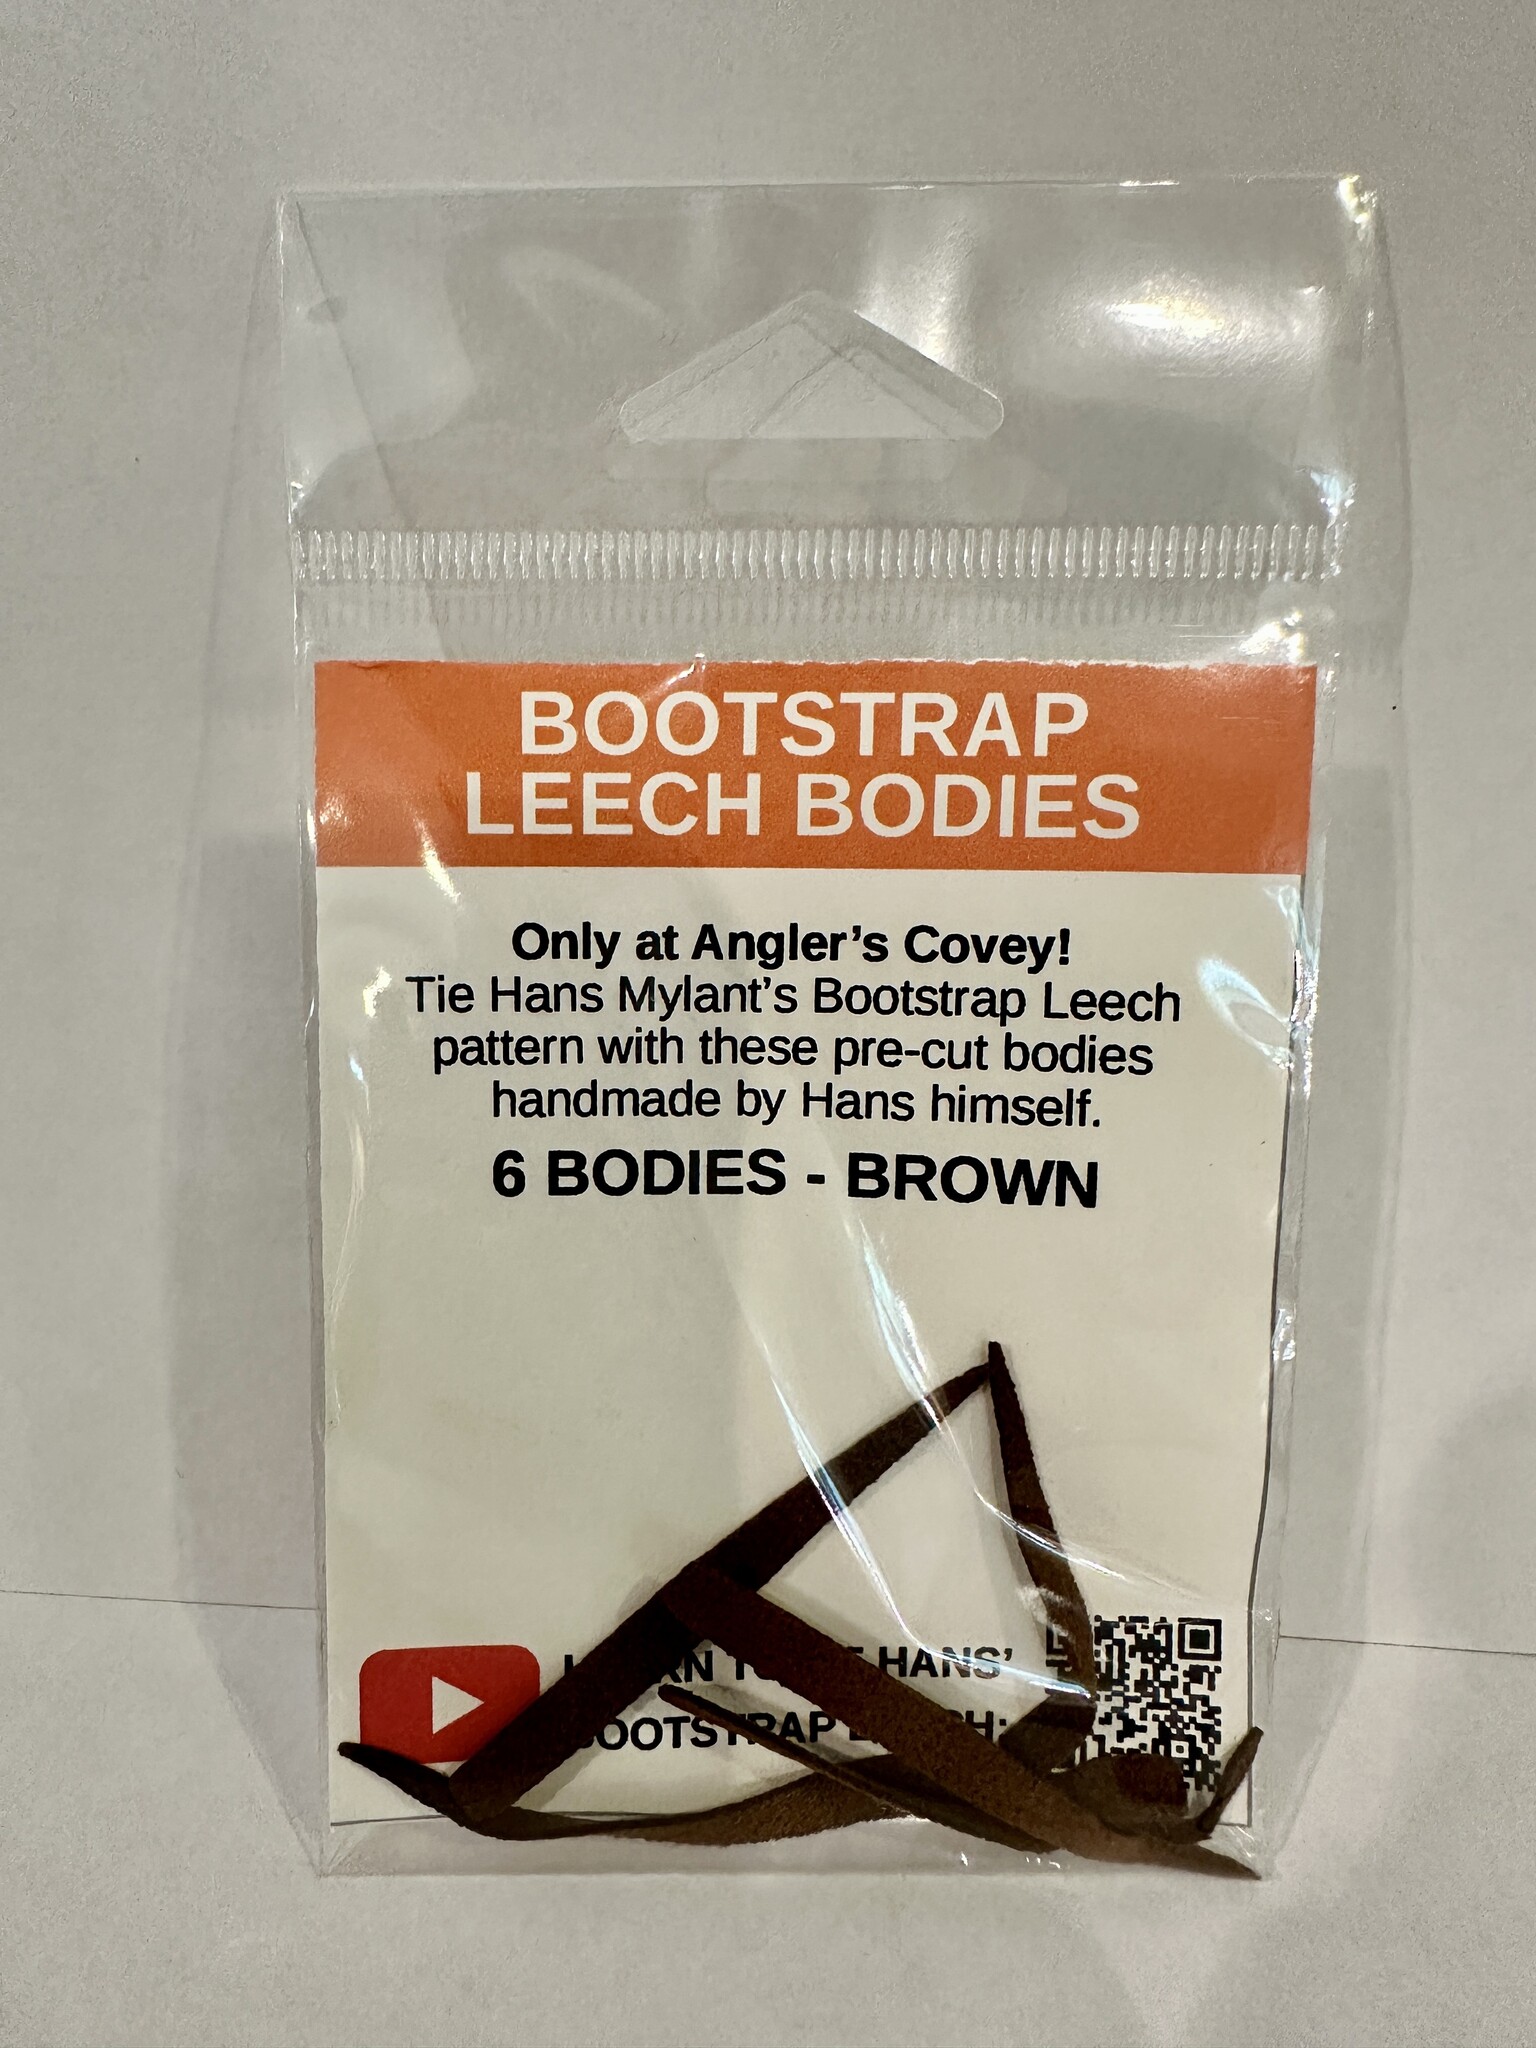 BOOTSTRAP
LEECH BODIES
Only at Angler's Covey!
Tie Hans Mylant's Bootstrap Leech
pattern with these pre-cut bodies
handmade by Hans himself.
6 BODIES - BROWN
HANS'